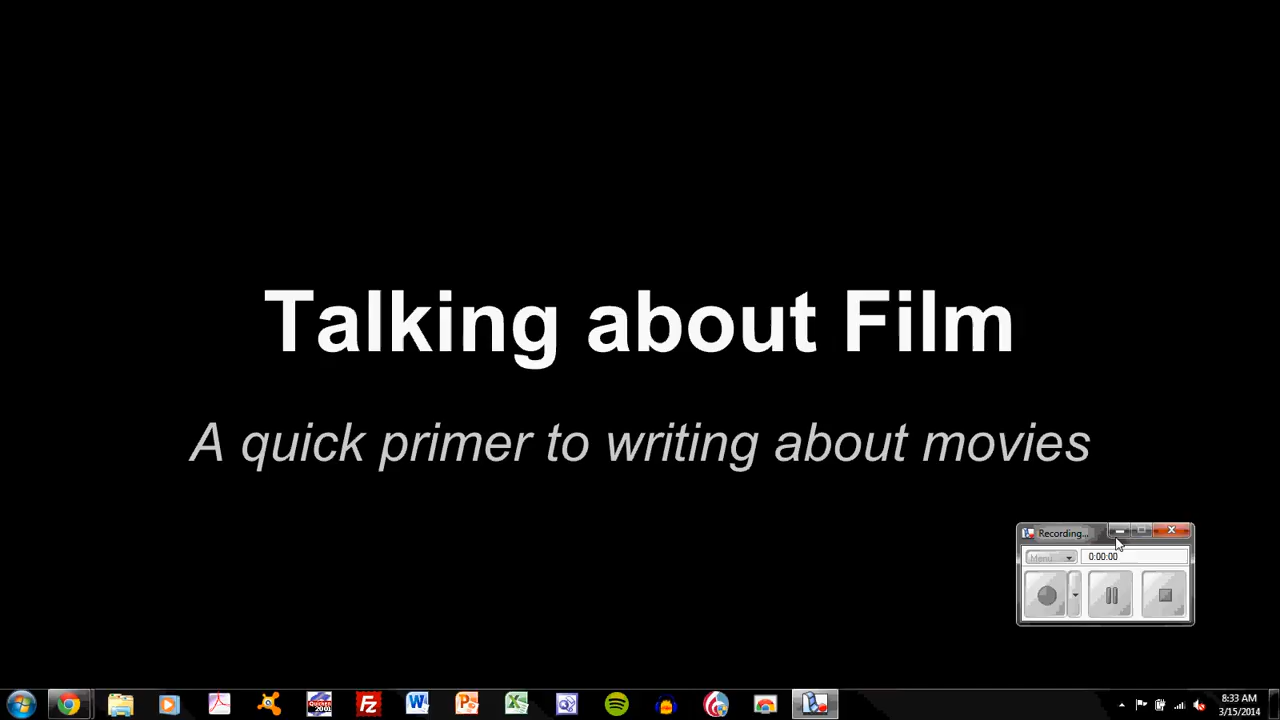 Talking about Film
A quick primer to writing about movies
Recording...
Menu
0:00:00
8:33 AM
3/15/2014